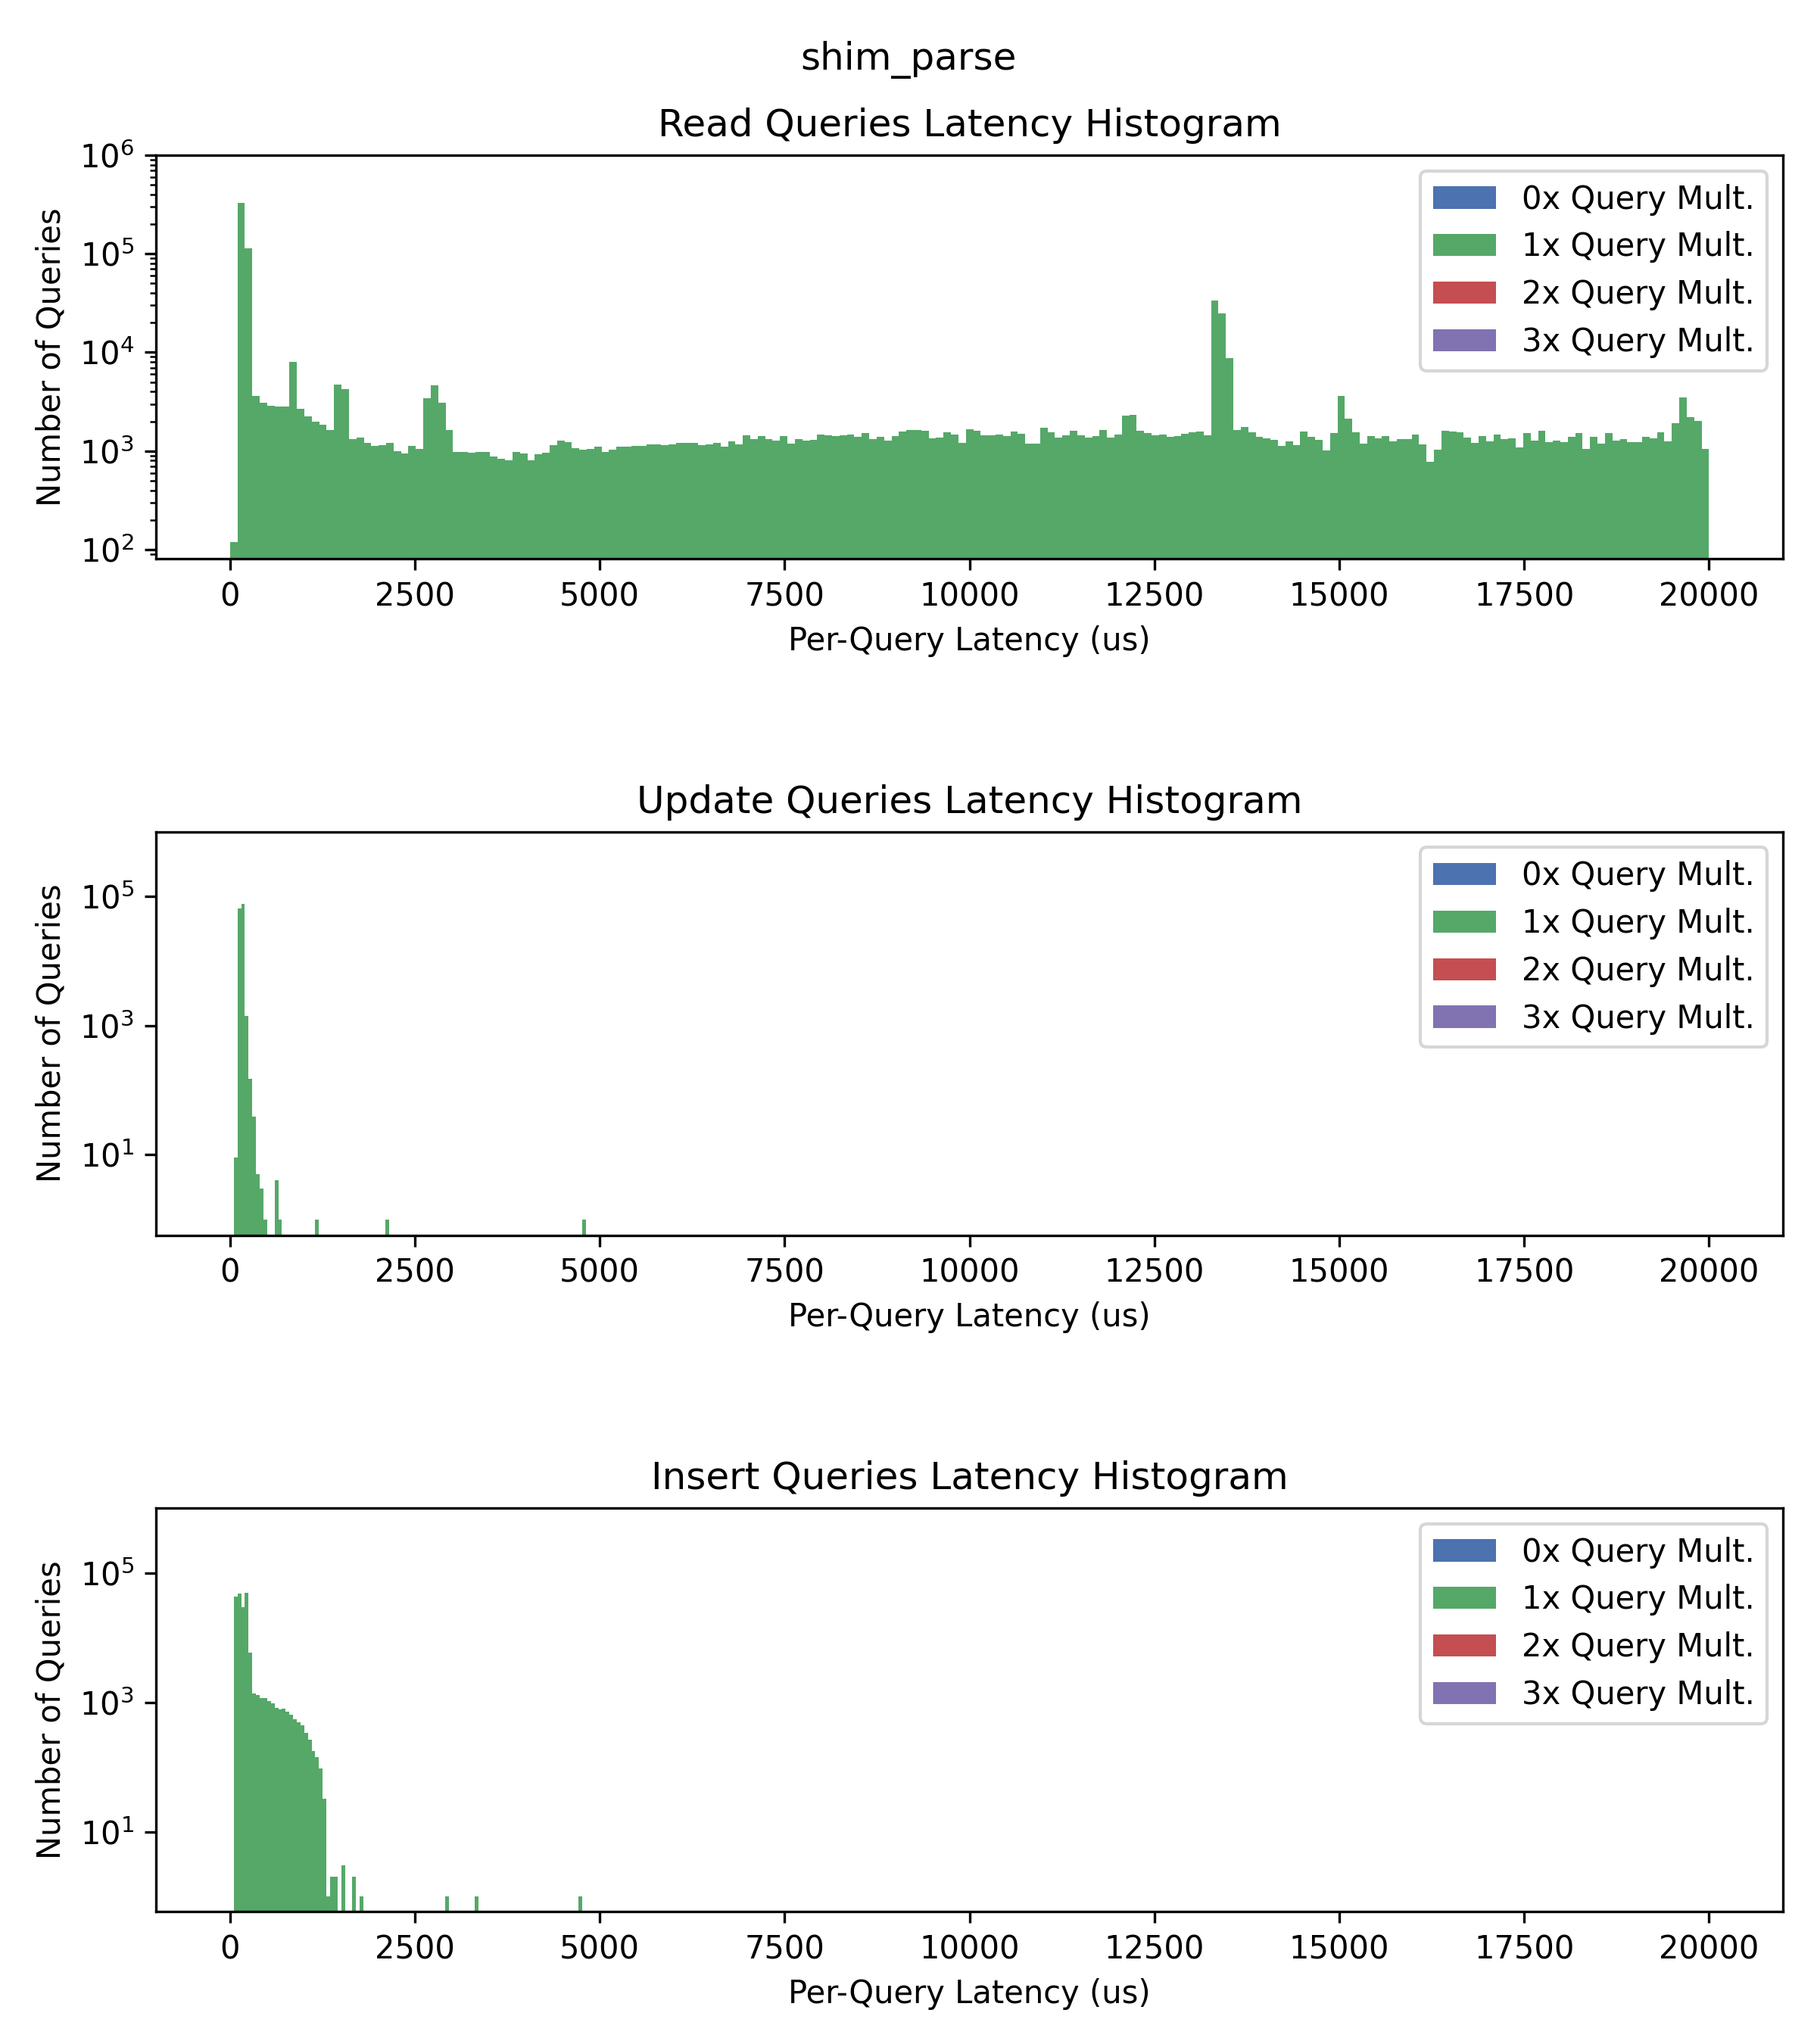 shim_parse
Read Queries Latency Histogram
Number of Queries
10^6
10^5
10^4
10^3
10^2
0x Query Mult.
1x Query Mult.
2x Query Mult.
3x Query Mult.
0 2500 5000 7500 10000 12500 15000 17500 20000
Per-Query Latency (us)
Update Queries Latency Histogram
Number of Queries
10^5
10^3
10^1
0x Query Mult.
1x Query Mult.
2x Query Mult.
3x Query Mult.
0 2500 5000 7500 10000 12500 15000 17500 20000
Per-Query Latency (us)
Insert Queries Latency Histogram
Number of Queries
10^5
10^3
10^1
0x Query Mult.
1x Query Mult.
2x Query Mult.
3x Query Mult.
0 2500 5000 7500 10000 12500 15000 17500 20000
Per-Query Latency (us)